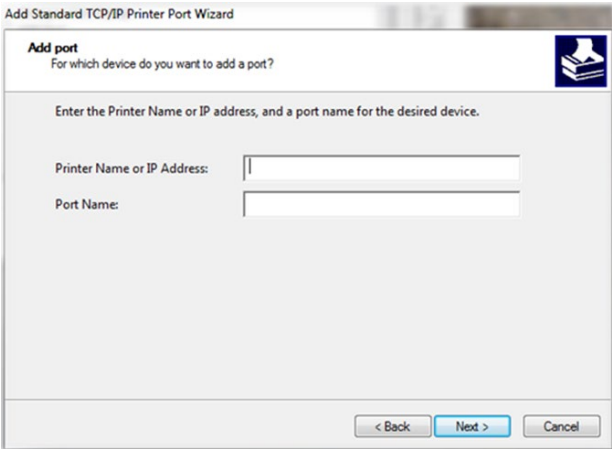 Add Standard TCP/IP Printer Port Wizard
Add port
For which device do you want to add a port?
Enter the Printer Name or IP address, and a port name for the desired device.
Printer Name or IP Address:
Port Name:
< Back Next > Cancel